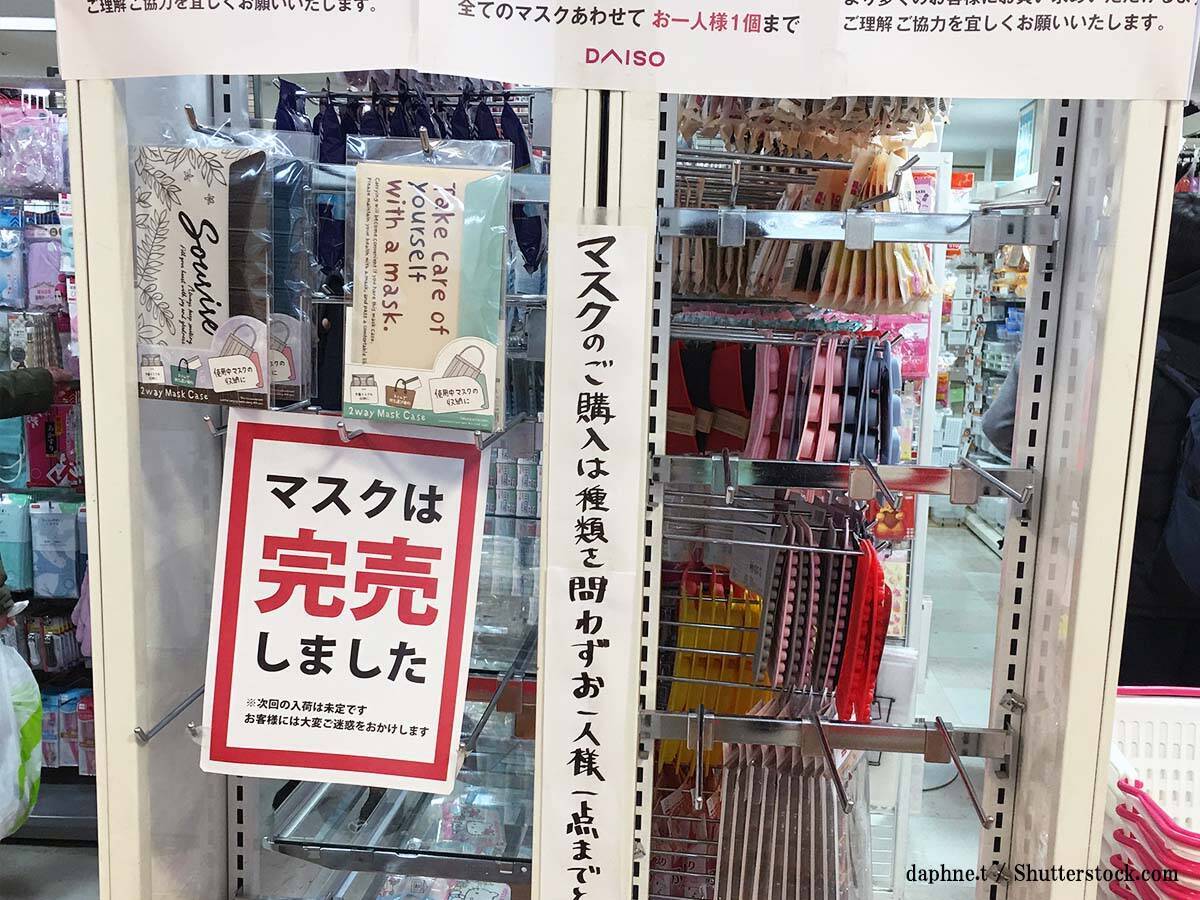 ご理解ご協力を宜しくお願いいたします。
全てのマスクあわせて お一人様1個まで
DAISO
ご理解ご協力を宜しくお願いいたします。
Souvise
Take care of
yourself
with a mask.
使用中マスクの
収納に
2way Mask Case
使用中マスクの
収納に
2way Mask Case
マスクは
完売
しました
※次回の入荷は未定です
お客様には大変ご迷惑をおかけします
マスクのご購入は種類を問わずお一人様一点まで
daphne.t / Shutterstock.com